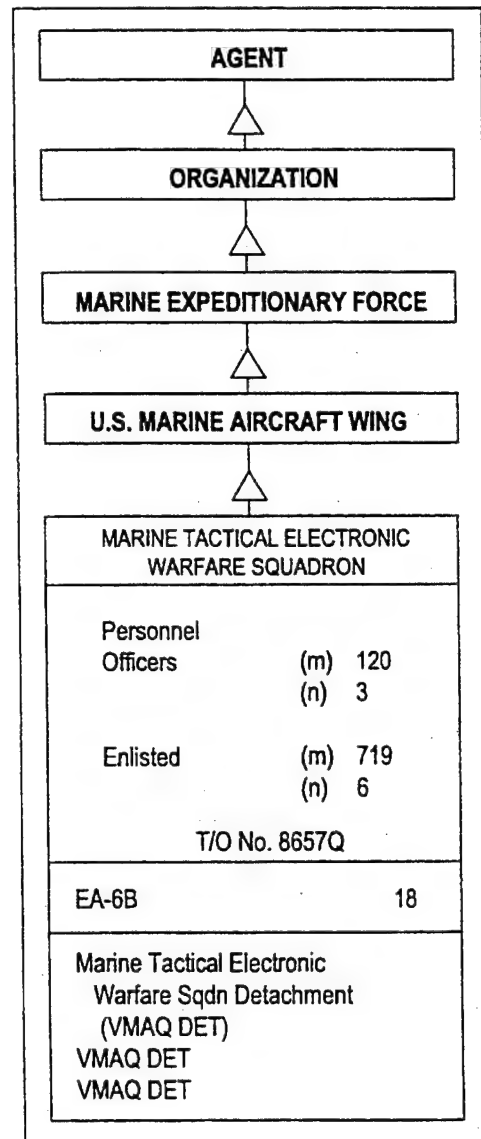 AGENT
ORGANIZATION
MARINE EXPEDITIONARY FORCE
U.S. MARINE AIRCRAFT WING
MARINE TACTICAL ELECTRONIC
WARFARE SQUADRON
Personnel
Officers (m) 120
(n) 3
Enlisted (m) 719
(n) 6
T/O No. 8657Q
EA-6B 18
Marine Tactical Electronic
Warfare Sqdn Detachment
(VMAQ DET)
VMAQ DET
VMAQ DET